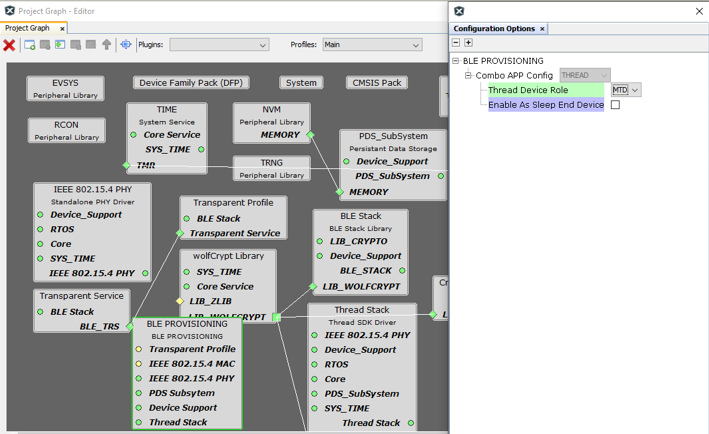 Project Graph - Editor
Project Graph ×
Plugins:
Profiles: Main
EVSYS
Peripheral Library
Device Family Pack (DFP)
System
CMSIS Pack
RCON
Peripheral Library
TIME
System Service
Core Service
SYS_TIME
TMR
NVM
Peripheral Library
MEMORY
TRNG
Peripheral Library
PDS_SubSystem
Persistant Data Storage
Device_Support
PDS_SubSystem
MEMORY
IEEE 802.15.4 PHY
Standalone PHY Driver
Device_Support
RTOS
Core
SYS_TIME
IEEE 802.15.4 PHY
Transparent Profile
BLE Stack
Transparent Service
BLE Stack
BLE Stack Library
LIB_CRYPTO
Device_Support
BLE_STACK
LIB_WOLFCRYPT
wolfCrypt Library
SYS_TIME
Core Service
LIB_ZLIB
LIB_WOLFCRYPT
Transparent Service
BLE Stack
BLE_TRS
BLE PROVISIONING
BLE PROVISIONING
Transparent Profile
IEEE 802.15.4 MAC
IEEE 802.15.4 PHY
PDS Subsytem
Device Support
Thread Stack
Thread Stack
Thread SDK Driver
IEEE 802.15.4 PHY
Device_Support
RTOS
Core
PDS_SubSystem
SYS_TIME
Thread Stack
Configuration Options ×
BLE PROVISIONING
Combo APP Config THREAD
Thread Device Role MTD
Enable As Sleep End Device